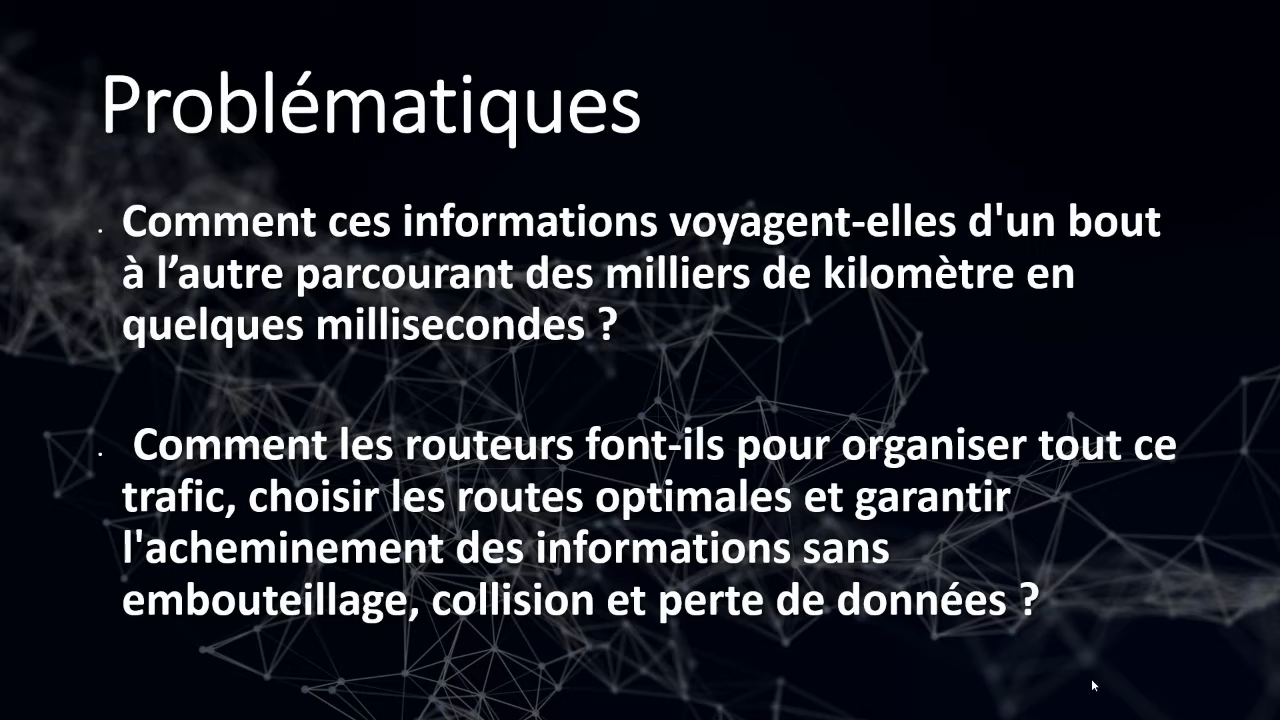 Problématiques
• Comment ces informations voyagent-elles d'un bout
à l’autre parcourant des milliers de kilomètre en
quelques millisecondes ?
• Comment les routeurs font-ils pour organiser tout ce
trafic, choisir les routes optimales et garantir
l'acheminement des informations sans
embouteillage, collision et perte de données ?